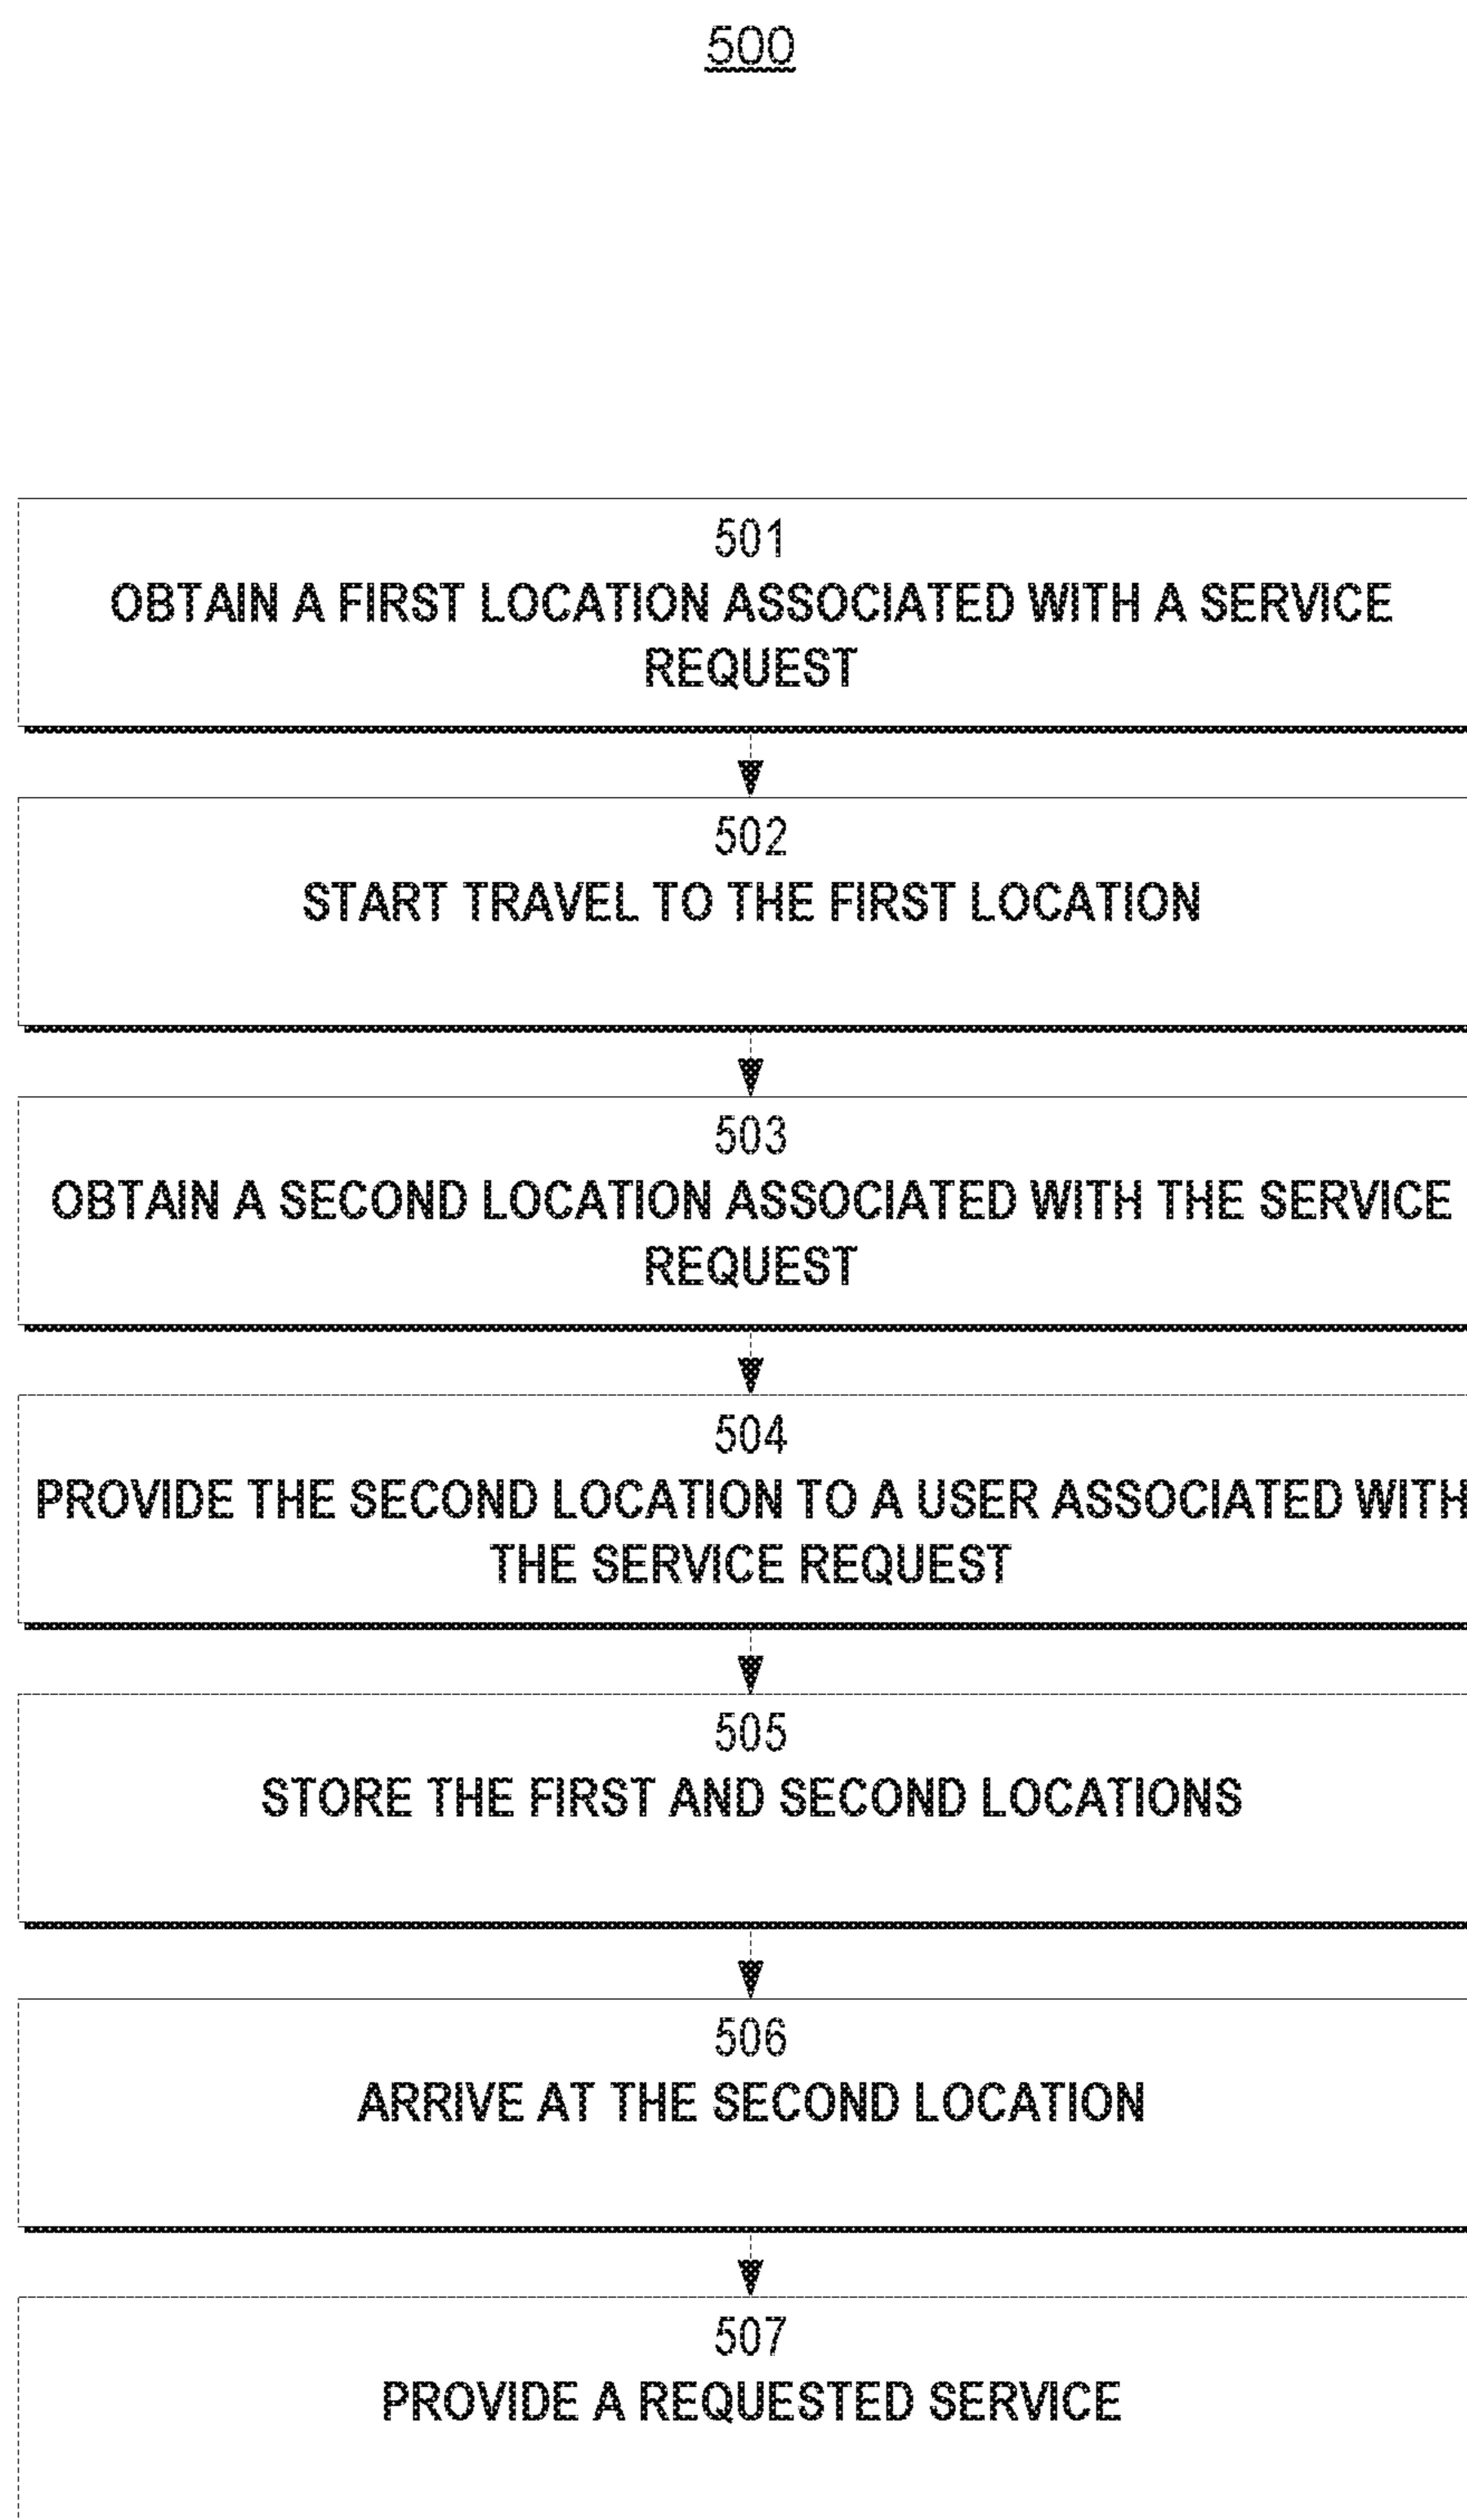 500
501
OBTAIN A FIRST LOCATION ASSOCIATED WITH A SERVICE
REQUEST
502
START TRAVEL TO THE FIRST LOCATION
503
OBTAIN A SECOND LOCATION ASSOCIATED WITH THE SERVICE
REQUEST
504
PROVIDE THE SECOND LOCATION TO A USER ASSOCIATED WITH
THE SERVICE REQUEST
505
STORE THE FIRST AND SECOND LOCATIONS
506
ARRIVE AT THE SECOND LOCATION
507
PROVIDE A REQUESTED SERVICE